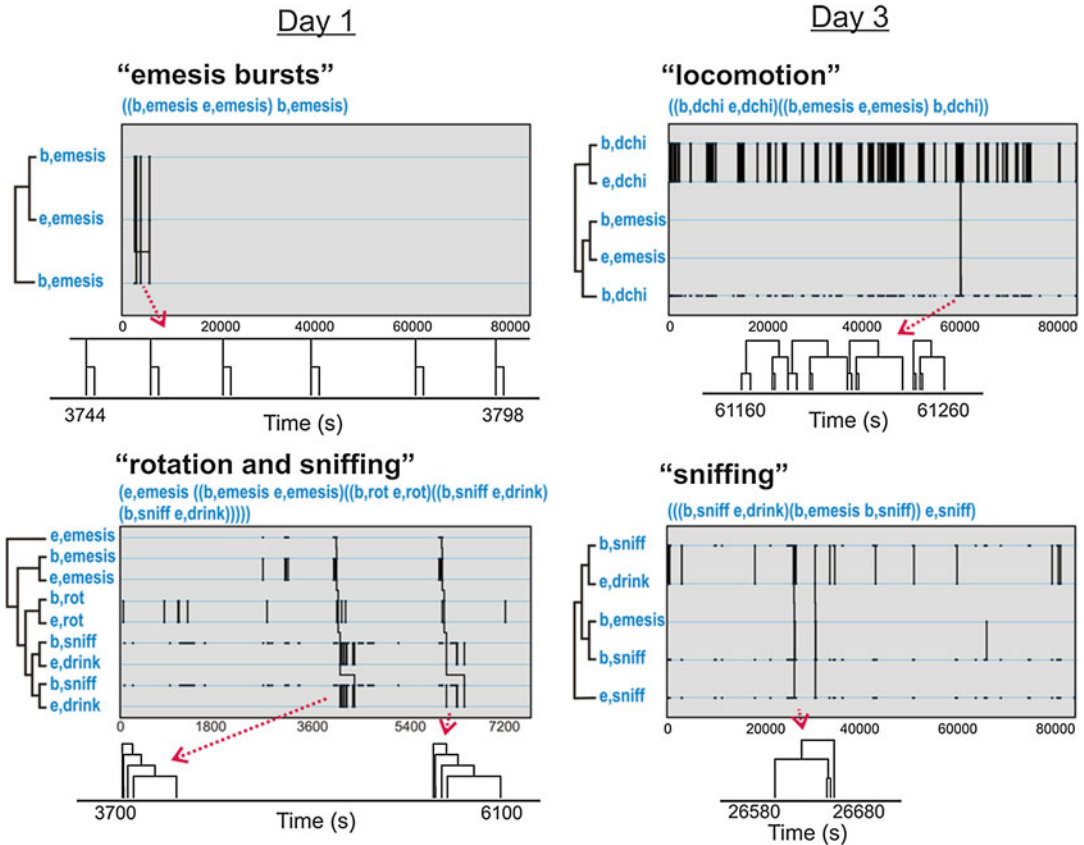 Day 1
"emesis bursts"
((b,emesis e,emesis) b,emesis)
b,emesis
e,emesis
b,emesis
0 20000 40000 60000 80000
3744 3798
Time (s)
"rotation and sniffing"
(e,emesis ((b,emesis e,emesis)((b,rot e,rot)((b,sniff e,drink)
(b,sniff e,drink)))))
e,emesis
b,emesis
e,emesis
b,rot
e,rot
b,sniff
e,drink
b,sniff
e,drink
0 1800 3600 5400 7200
3700 6100
Time (s)
Day 3
"locomotion"
((b,dchi e,dchi)((b,emesis e,emesis) b,dchi))
b,dchi
e,dchi
b,emesis
e,emesis
b,dchi
0 20000 40000 60000 80000
61160 61260
Time (s)
"sniffing"
(((b,sniff e,drink)(b,emesis b,sniff)) e,sniff)
b,sniff
e,drink
b,emesis
b,sniff
e,sniff
0 20000 40000 60000 80000
26580 26680
Time (s)